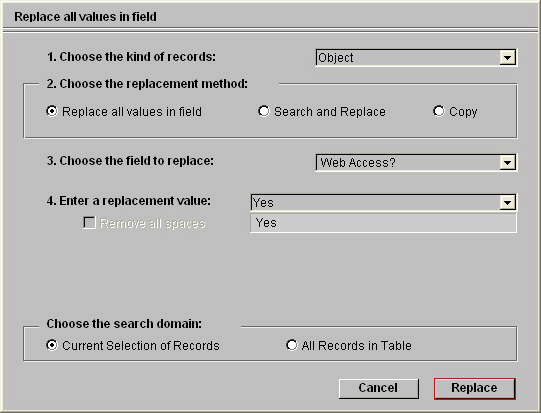 Replace all values in field
1. Choose the kind of records: Object
2. Choose the replacement method:
Replace all values in field Search and Replace Copy
3. Choose the field to replace: Web Access?
4. Enter a replacement value: Yes
Remove all spaces Yes
Choose the search domain:
Current Selection of Records All Records in Table
Cancel Replace